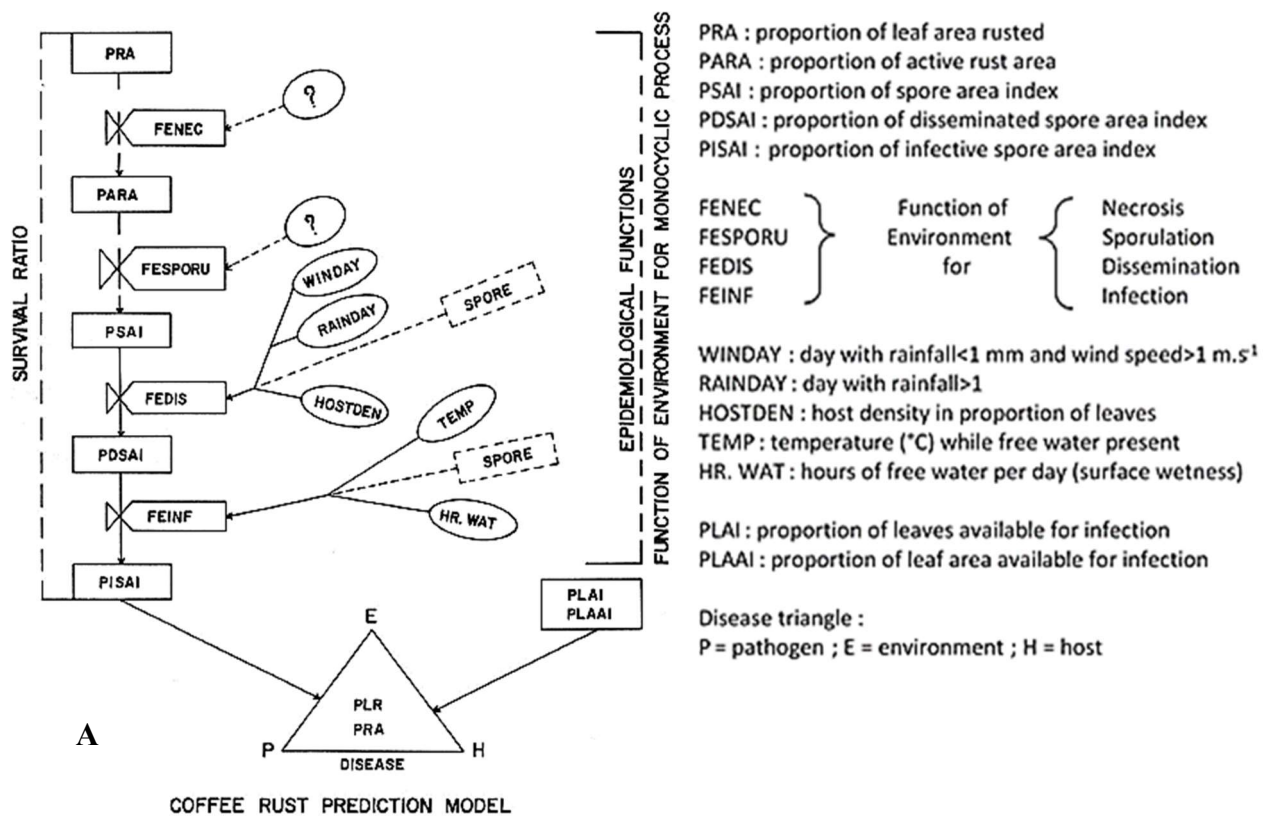 PRA
?
FENEC
PARA
?
FESPORU
WINDAY
SPORE
RAINDAY
PSAI
FEDIS
HOSTDEN
TEMP
PDSAI
SPORE
FEINF
HR. WAT
PISAI
PLAI
PLAAI
SURVIVAL RATIO
EPIDEMIOLOGICAL FUNCTIONS
FUNCTION OF ENVIRONMENT FOR MONOCYCLIC PROCESS
E
PLR
PRA
P
H
DISEASE
A
COFFEE RUST PREDICTION MODEL
PRA : proportion of leaf area rusted
PARA : proportion of active rust area
PSAI : proportion of spore area index
PDSAI : proportion of disseminated spore area index
PISAI : proportion of infective spore area index
FENEC
FESPORU
FEDIS
FEINF
Function of
Environment
for
Necrosis
Sporulation
Dissemination
Infection
WINDAY : day with rainfall<1 mm and wind speed>1 m.s¹
RAINDAY : day with rainfall>1
HOSTDEN : host density in proportion of leaves
TEMP : temperature (°C) while free water present
HR. WAT : hours of free water per day (surface wetness)
PLAI : proportion of leaves available for infection
PLAAI : proportion of leaf area available for infection
Disease triangle :
P = pathogen ; E = environment ; H = host